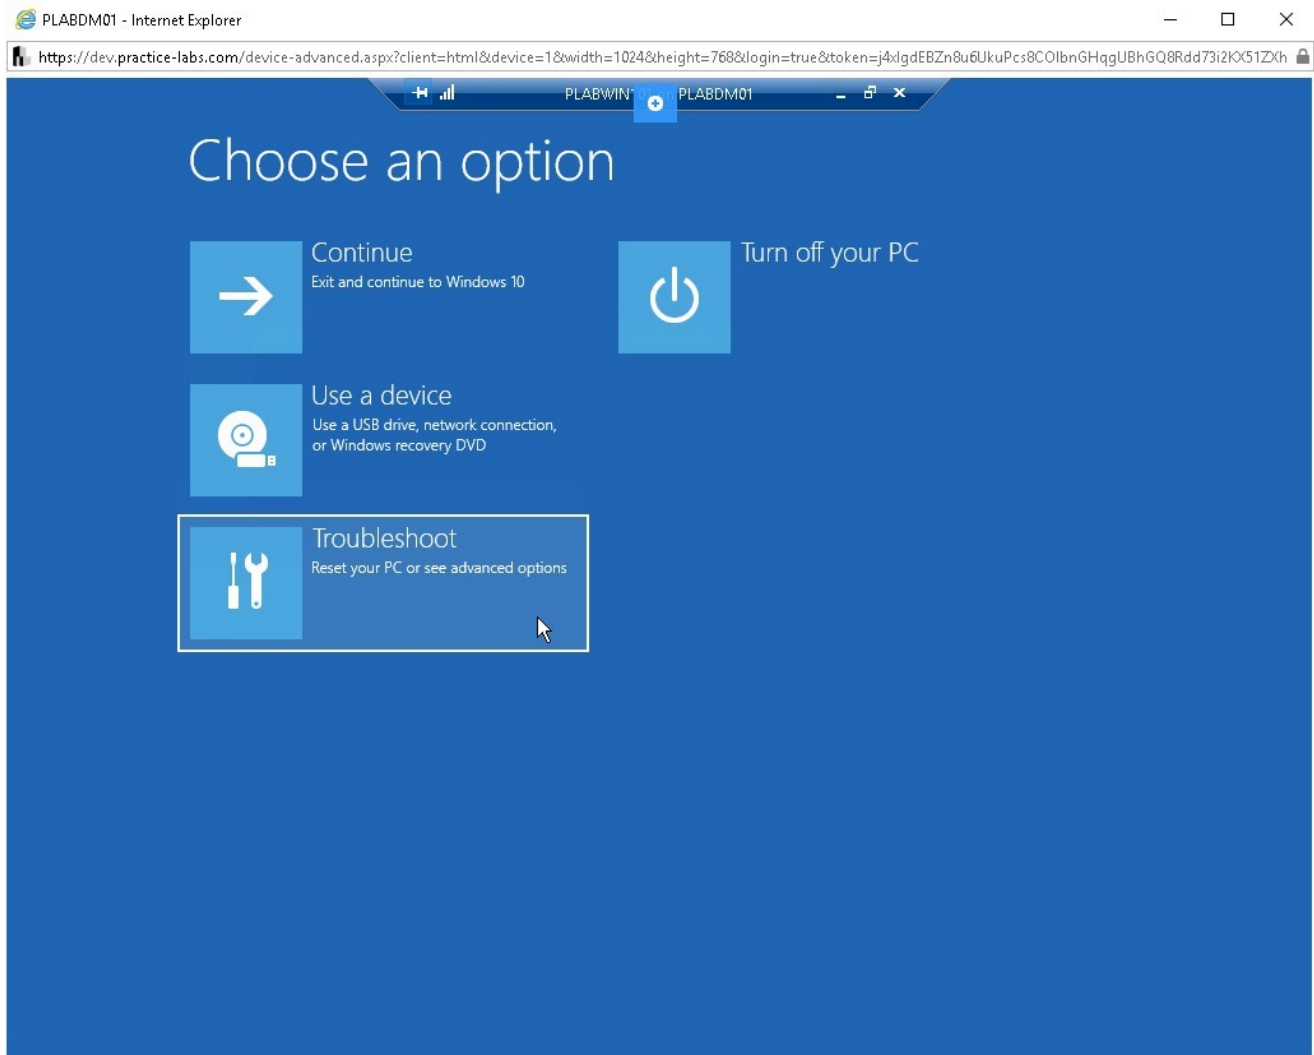 PLABDM01 - Internet Explorer
https://dev.practice-labs.com/device-advanced.aspx?client=html&device=1&width=1024&height=768&login=true&token=j4xlgdEBZn8u6UkuPcs8COlbnGHqgUBhGQ8Rdd73i2KX51ZXh
PLABDM01
Choose an option
Continue
Exit and continue to Windows 10
Turn off your PC
Use a device
Use a USB drive, network connection,
or Windows recovery DVD
Troubleshoot
Reset your PC or see advanced options